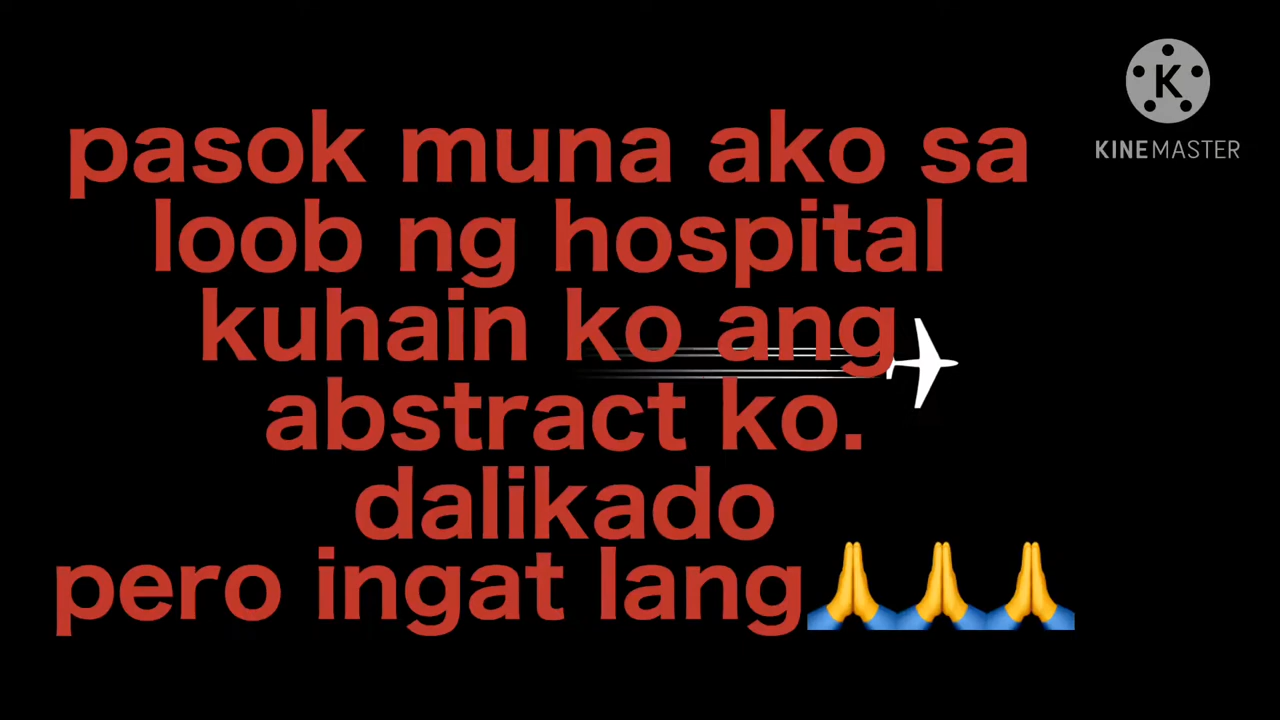 pasok muna ako sa
loob ng hospital
kuhain ko ang
abstract ko.
dalikado
pero ingat lang🙏🙏🙏
K
KINEMASTER